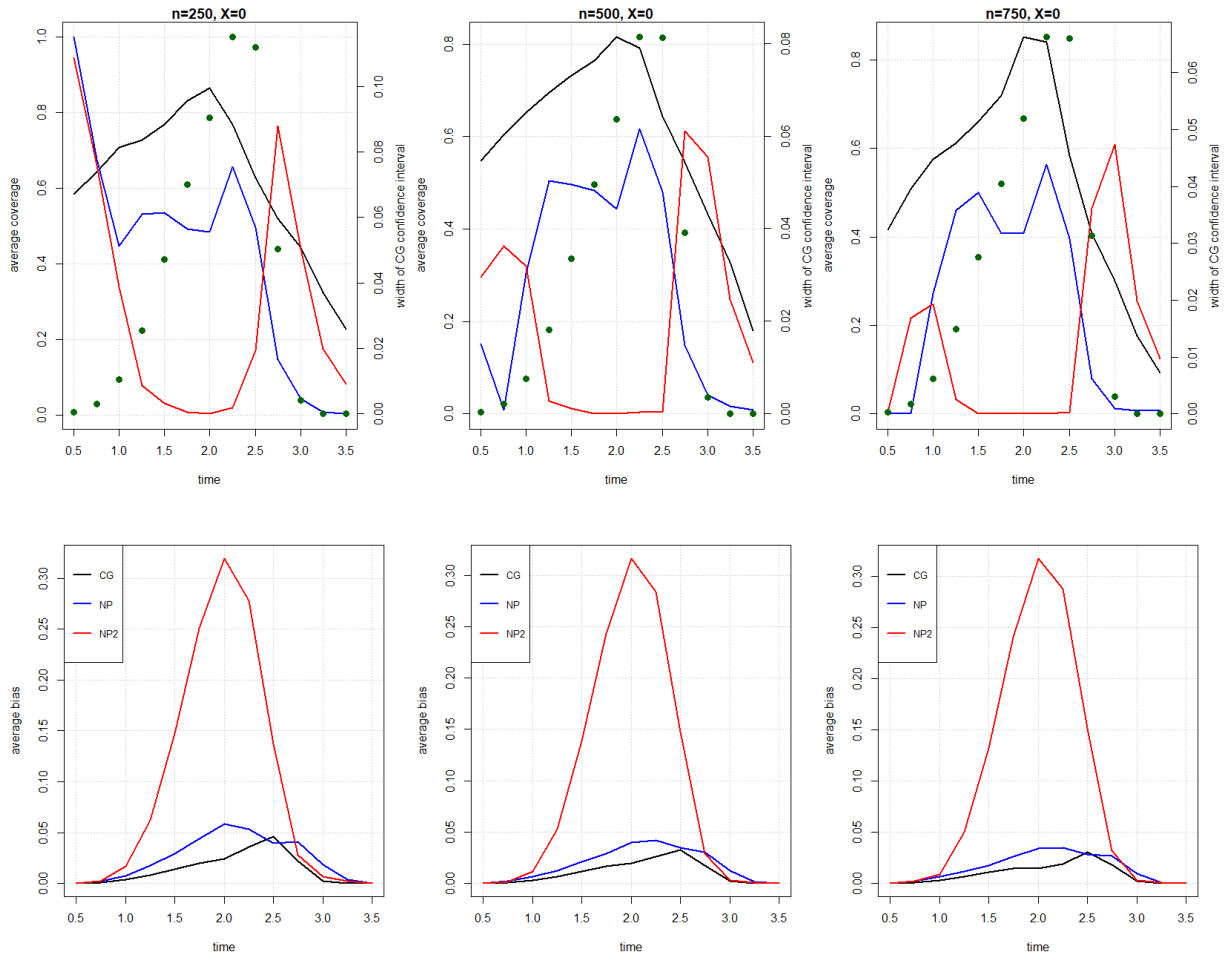 n=250, X=0
average coverage
0.0 0.2 0.4 0.6 0.8 1.0
0.00 0.02 0.04 0.06 0.08 0.10
width of CG confidence interval
0.5 1.0 1.5 2.0 2.5 3.0 3.5
time
n=500, X=0
average coverage
0.0 0.2 0.4 0.6 0.8
0.00 0.02 0.04 0.06 0.08
width of CG confidence interval
0.5 1.0 1.5 2.0 2.5 3.0 3.5
time
n=750, X=0
average coverage
0.0 0.2 0.4 0.6 0.8
0.00 0.01 0.02 0.03 0.04 0.05 0.06
width of CG confidence interval
0.5 1.0 1.5 2.0 2.5 3.0 3.5
time
CG
NP
NP2
average bias
0.00 0.05 0.10 0.15 0.20 0.25 0.30
0.5 1.0 1.5 2.0 2.5 3.0 3.5
time
CG
NP
NP2
average bias
0.00 0.05 0.10 0.15 0.20 0.25 0.30
0.5 1.0 1.5 2.0 2.5 3.0 3.5
time
CG
NP
NP2
average bias
0.00 0.05 0.10 0.15 0.20 0.25 0.30
0.5 1.0 1.5 2.0 2.5 3.0 3.5
time